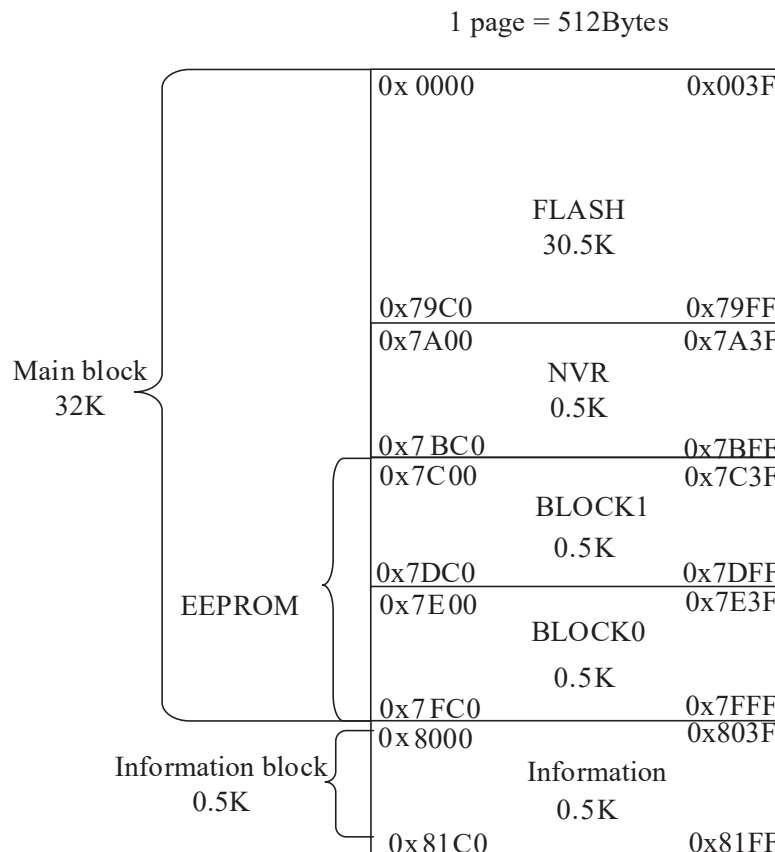 1 page = 512Bytes
0x 0000 0x003F
FLASH
30.5K
0x79C0 0x79FF
0x7A00 0x7A3F
Main block
32K
NVR
0.5K
0x7BC0 0x7BFF
0x7C00 0x7C3F
BLOCK1
0.5K
0x7DC0 0x7DFF
EEPROM
0x7E00 0x7E3F
BLOCK0
0.5K
0x7FC0 0x7FFF
0x8000 0x803F
Information block
0.5K
Information
0.5K
0x81C0 0x81FF